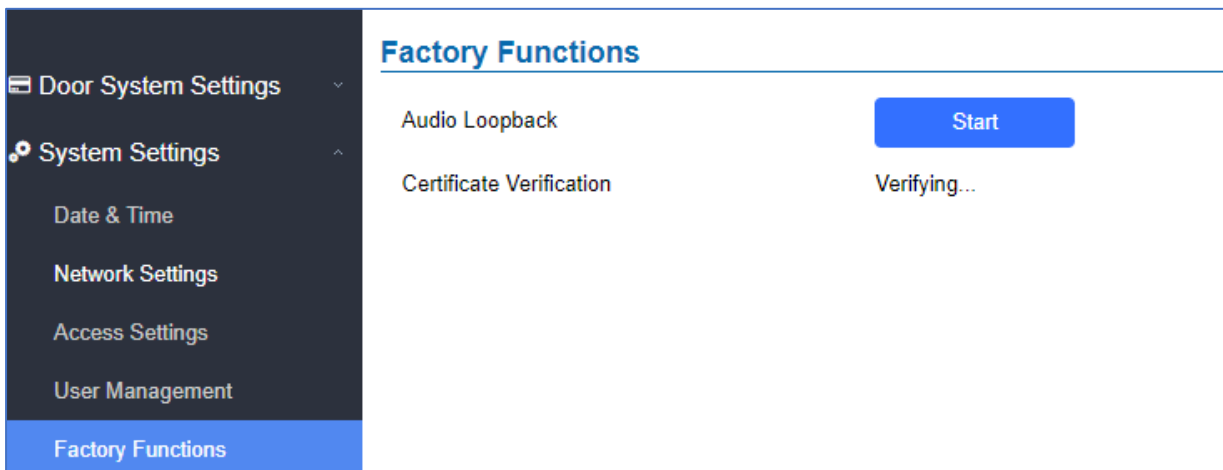 Door System Settings
System Settings
Date & Time
Network Settings
Access Settings
User Management
Factory Functions
Factory Functions
Audio Loopback
Start
Certificate Verification
Verifying...